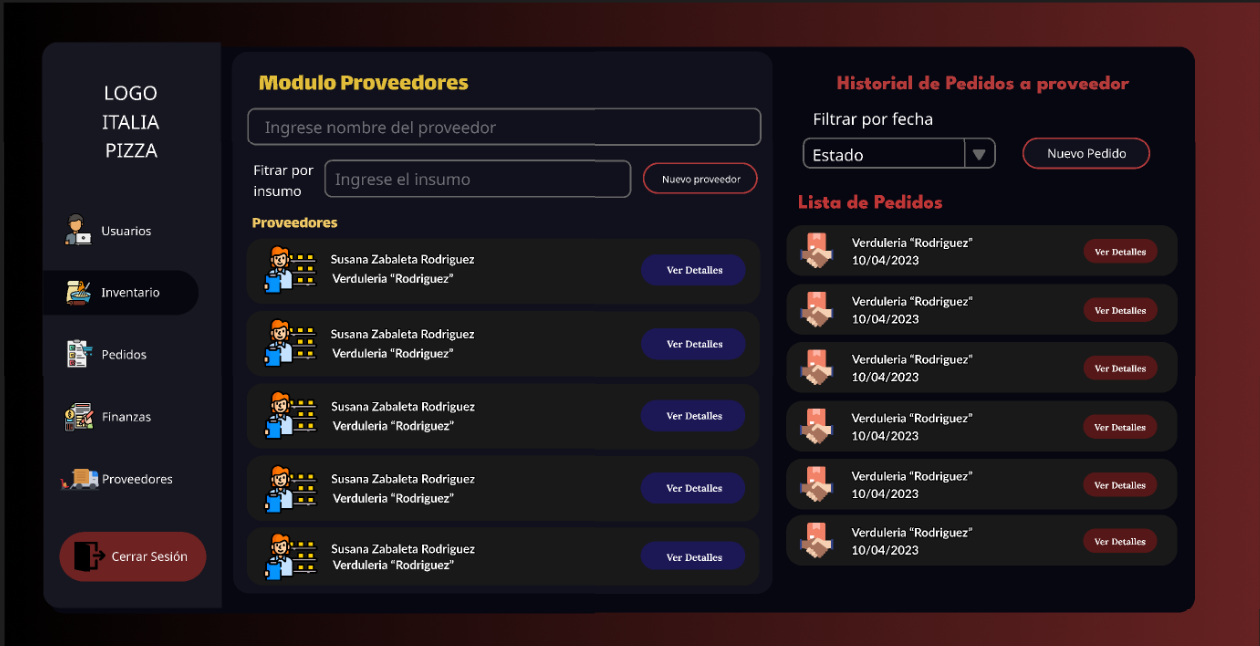 LOGO
ITALIA
PIZZA
Usuarios
Inventario
Pedidos
Finanzas
Proveedores
Cerrar Sesión
Modulo Proveedores
Ingrese nombre del proveedor
Fitrar por
insumo
Ingrese el insumo
Nuevo proveedor
Proveedores
Susana Zabaleta Rodriguez
Verduleria “Rodriguez”
Ver Detalles
Susana Zabaleta Rodriguez
Verduleria “Rodriguez”
Ver Detalles
Susana Zabaleta Rodriguez
Verduleria “Rodriguez”
Ver Detalles
Susana Zabaleta Rodriguez
Verduleria “Rodriguez”
Ver Detalles
Susana Zabaleta Rodriguez
Verduleria “Rodriguez”
Ver Detalles
Historial de Pedidos a proveedor
Filtrar por fecha
Estado
Nuevo Pedido
Lista de Pedidos
Verduleria “Rodriguez”
10/04/2023
Ver Detalles
Verduleria “Rodriguez”
10/04/2023
Ver Detalles
Verduleria “Rodriguez”
10/04/2023
Ver Detalles
Verduleria “Rodriguez”
10/04/2023
Ver Detalles
Verduleria “Rodriguez”
10/04/2023
Ver Detalles
Verduleria “Rodriguez”
10/04/2023
Ver Detalles